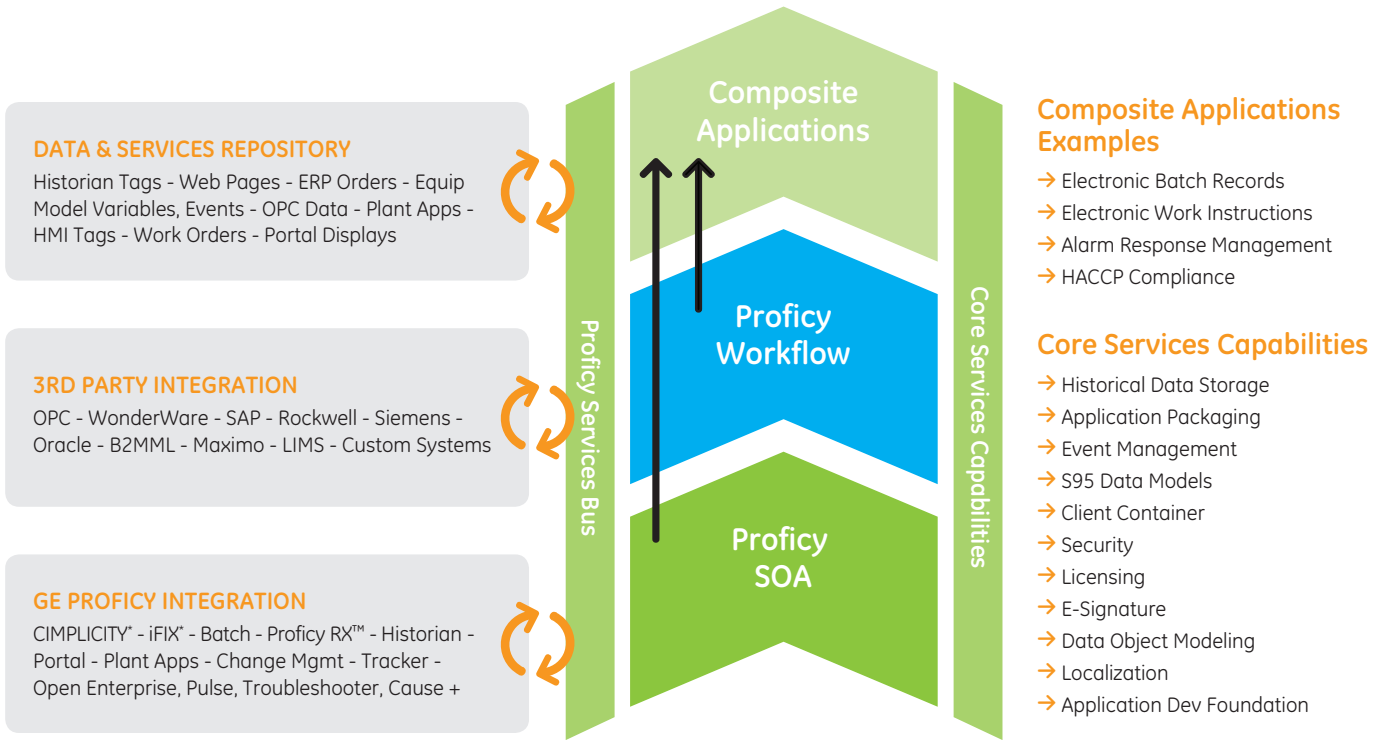 DATA & SERVICES REPOSITORY
Historian Tags - Web Pages - ERP Orders - Equip
Model Variables, Events - OPC Data - Plant Apps -
HMI Tags - Work Orders - Portal Displays
3RD PARTY INTEGRATION
OPC - WonderWare - SAP - Rockwell - Siemens -
Oracle - B2MML - Maximo - LIMS - Custom Systems
GE PROFICY INTEGRATION
CIMPLICITY* - iFIX* - Batch - Proficy RX™ - Historian -
Portal - Plant Apps - Change Mgmt - Tracker -
Open Enterprise, Pulse, Troubleshooter, Cause +
Proficy Services Bus
Composite
Applications
Proficy
Workflow
Proficy
SOA
Core Services Capabilities
Composite Applications
Examples
→ Electronic Batch Records
→ Electronic Work Instructions
→ Alarm Response Management
→ HACCP Compliance
Core Services Capabilities
→ Historical Data Storage
→ Application Packaging
→ Event Management
→ S95 Data Models
→ Client Container
→ Security
→ Licensing
→ E-Signature
→ Data Object Modeling
→ Localization
→ Application Dev Foundation